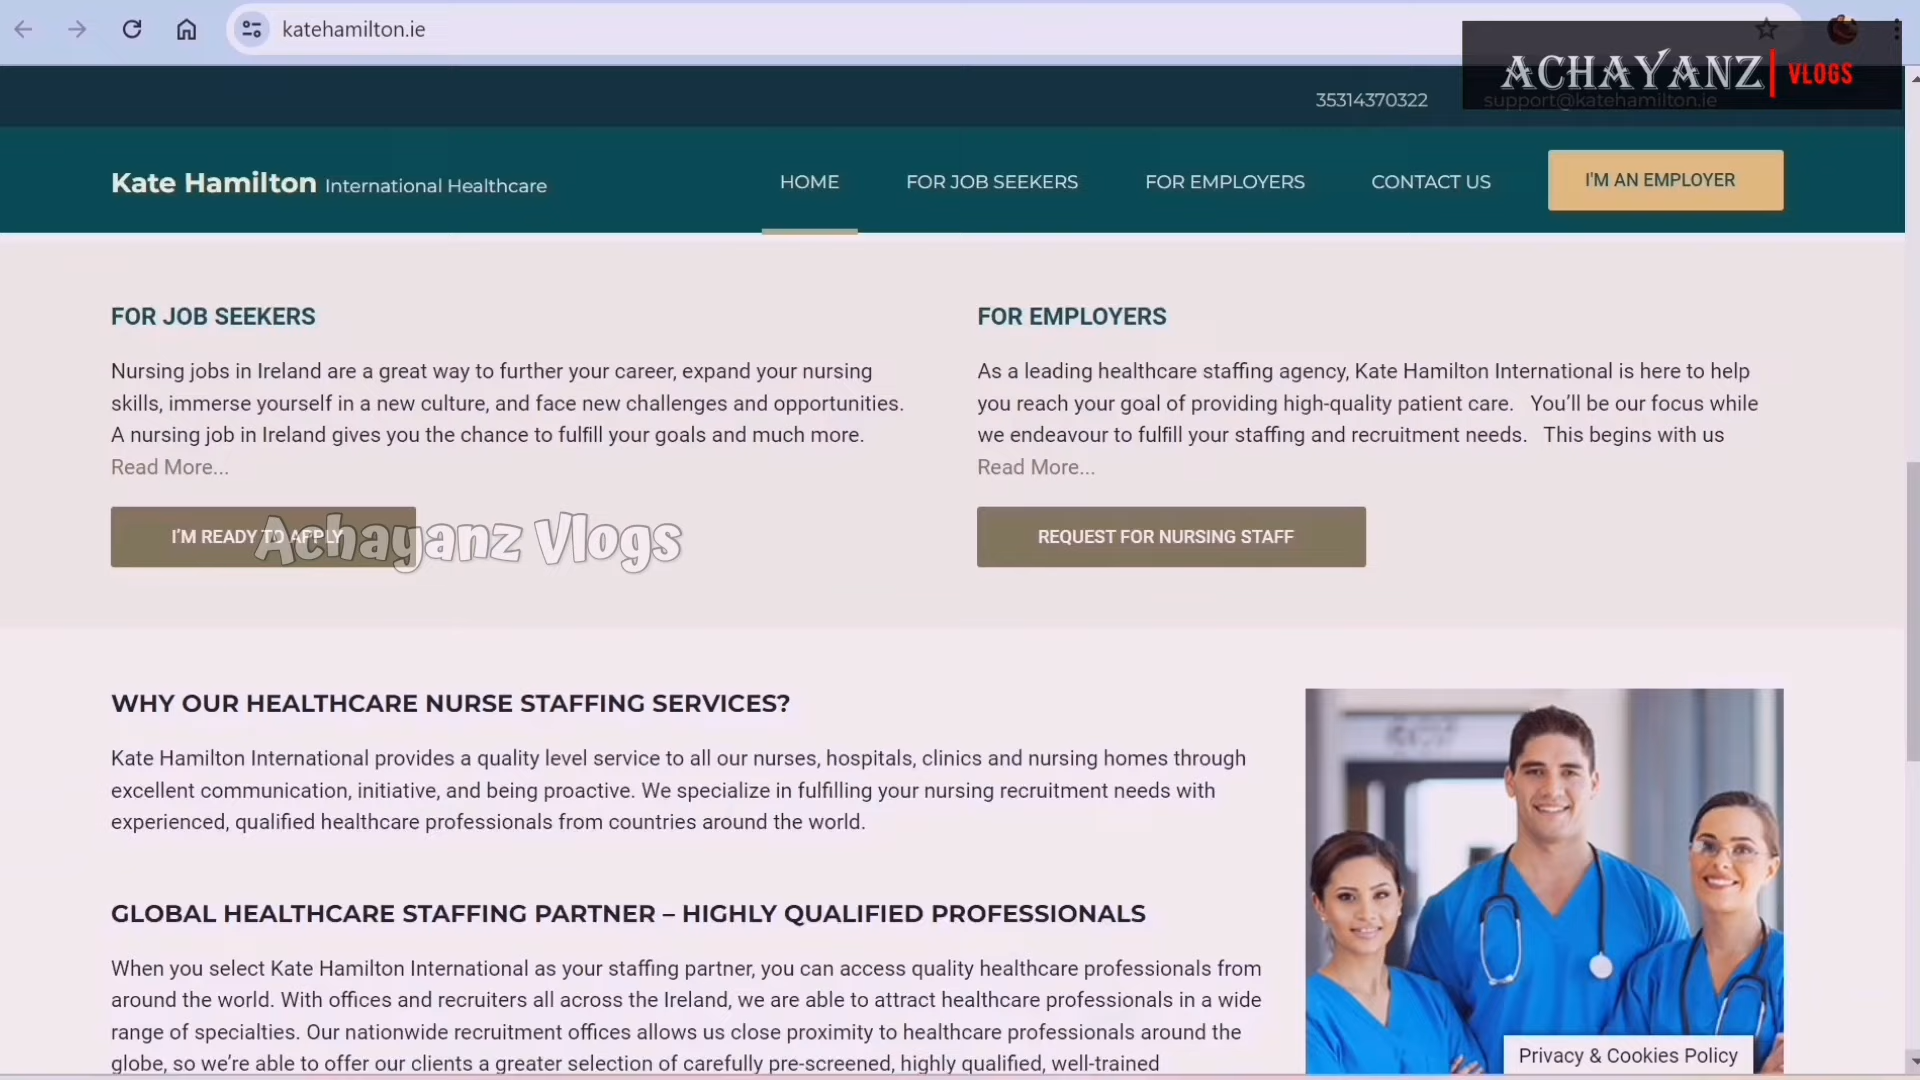 katehamilton.ie
ACHAYANZ VLOGS
35314370322 support@katehamilton.ie
Kate Hamilton International Healthcare
HOME FOR JOB SEEKERS FOR EMPLOYERS CONTACT US I'M AN EMPLOYER
FOR JOB SEEKERS
Nursing jobs in Ireland are a great way to further your career, expand your nursing
skills, immerse yourself in a new culture, and face new challenges and opportunities.
A nursing job in Ireland gives you the chance to fulfill your goals and much more.
Read More...
I'M READY TO APPLY
Achayanz Vlogs
FOR EMPLOYERS
As a leading healthcare staffing agency, Kate Hamilton International is here to help
you reach your goal of providing high-quality patient care. You'll be our focus while
we endeavour to fulfill your staffing and recruitment needs. This begins with us
Read More...
REQUEST FOR NURSING STAFF
WHY OUR HEALTHCARE NURSE STAFFING SERVICES?
Kate Hamilton International provides a quality level service to all our nurses, hospitals, clinics and nursing homes through
excellent communication, initiative, and being proactive. We specialize in fulfilling your nursing recruitment needs with
experienced, qualified healthcare professionals from countries around the world.
GLOBAL HEALTHCARE STAFFING PARTNER – HIGHLY QUALIFIED PROFESSIONALS
When you select Kate Hamilton International as your staffing partner, you can access quality healthcare professionals from
around the world. With offices and recruiters all across the Ireland, we are able to attract healthcare professionals in a wide
range of specialties. Our nationwide recruitment offices allows us close proximity to healthcare professionals around the
globe, so we're able to offer our clients a greater selection of carefully pre-screened, highly qualified, well-trained
Privacy & Cookies Policy